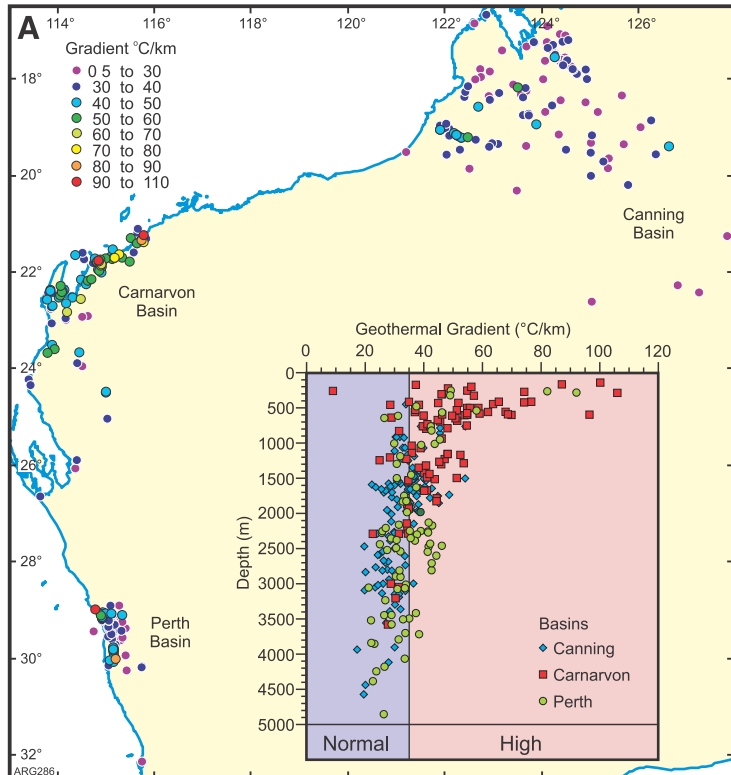 A
114°
116°
118°
120°
122°
124°
126°
Gradient °C/km
0 5 to 30
30 to 40
40 to 50
50 to 60
60 to 70
70 to 80
80 to 90
90 to 110
18°
20°
22°
24°
26°
28°
30°
32°
Canning
Basin
Carnarvon
Basin
Perth
Basin
Geothermal Gradient (°C/km)
0 20 40 60 80 100 120
Depth (m)
0
500
1000
1500
2000
2500
3000
3500
4000
4500
5000
Basins
Canning
Carnarvon
Perth
Normal High
ARG286